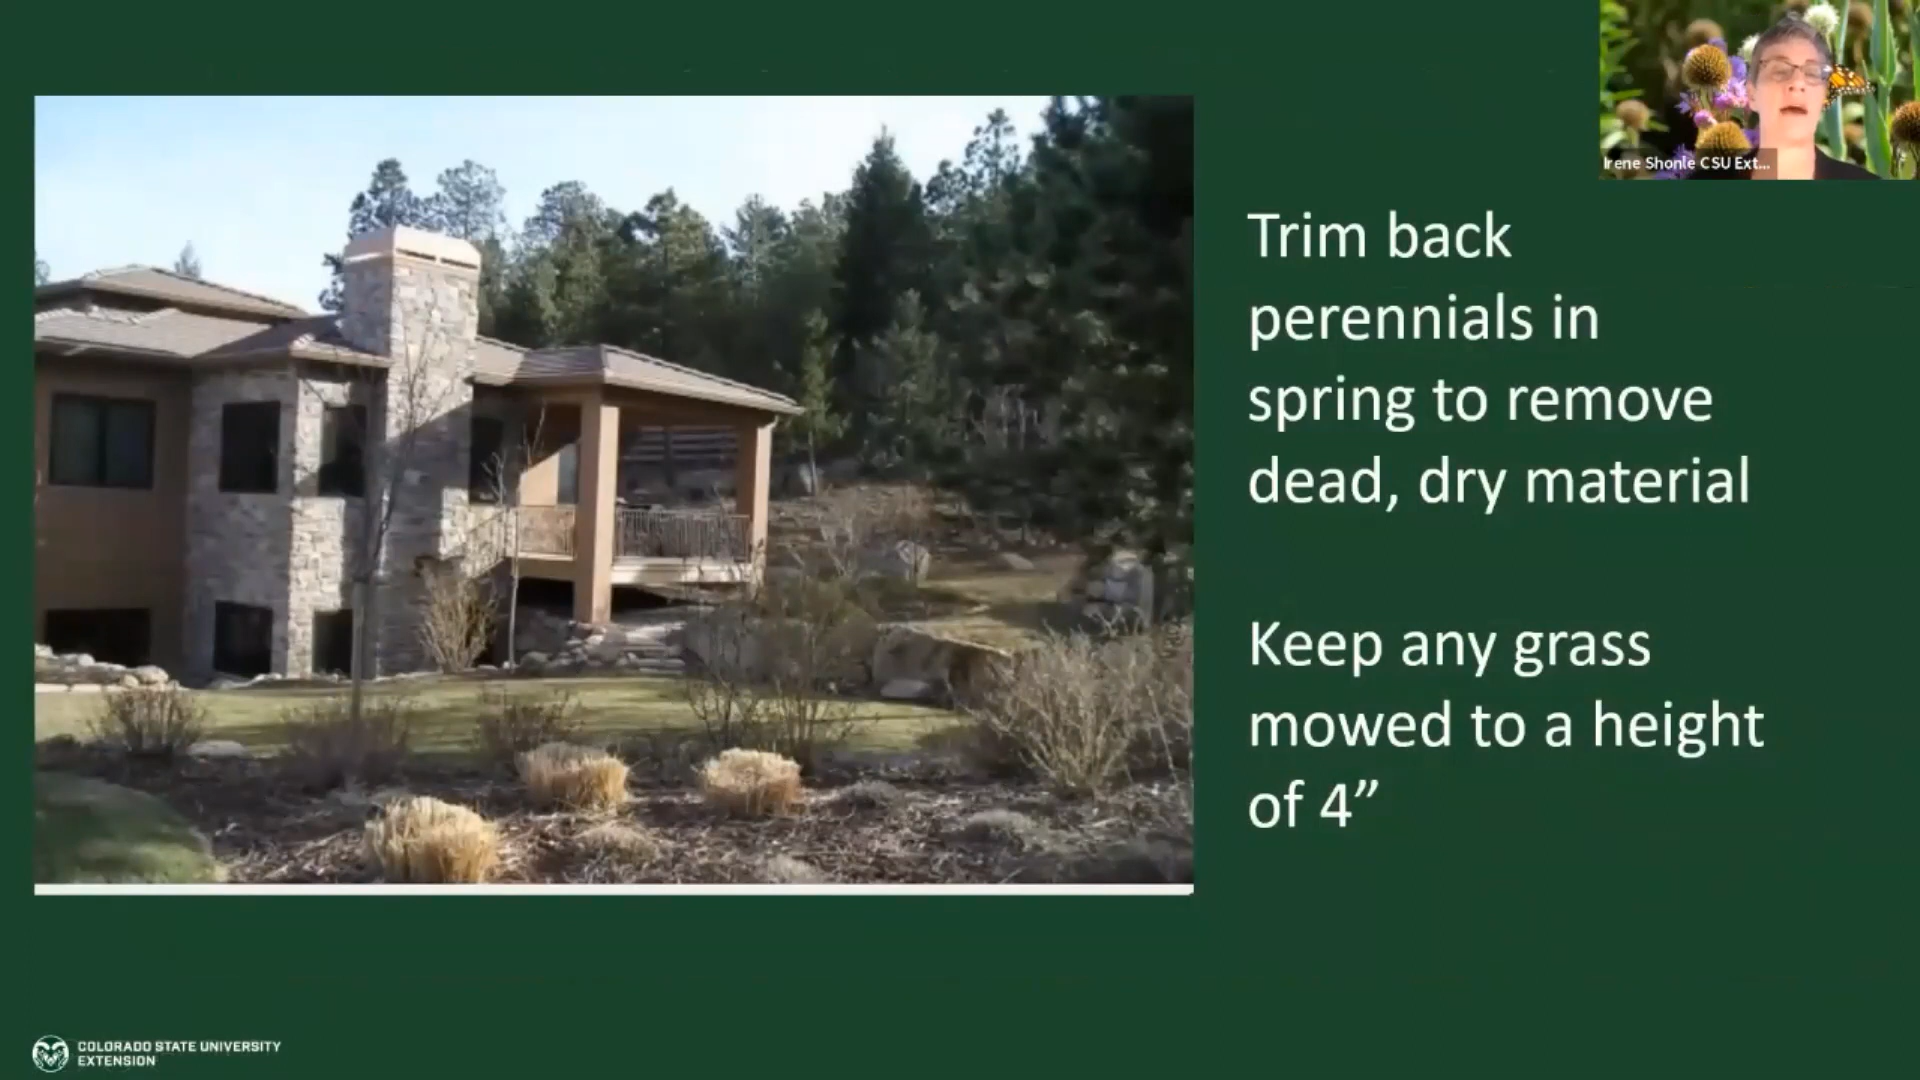 Irene Shonle CSU Ext...
Trim back
perennials in
spring to remove
dead, dry material
Keep any grass
mowed to a height
of 4”
COLORADO STATE UNIVERSITY
EXTENSION